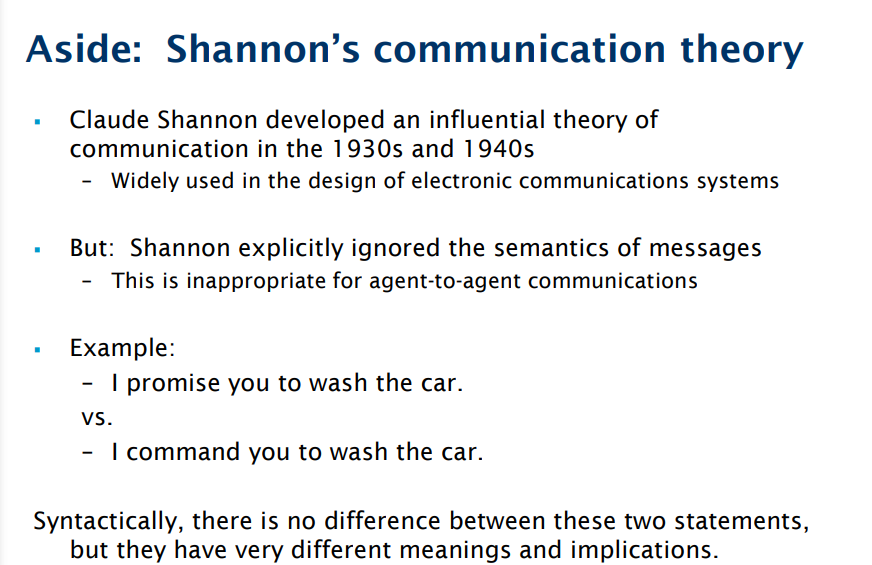 Aside:  Shannon's communication theory
▪ Claude Shannon developed an influential theory of
communication in the 1930s and 1940s
– Widely used in the design of electronic communications systems
▪ But:  Shannon explicitly ignored the semantics of messages
– This is inappropriate for agent-to-agent communications
▪ Example:
– I promise you to wash the car.
vs.
– I command you to wash the car.
Syntactically, there is no difference between these two statements,
but they have very different meanings and implications.